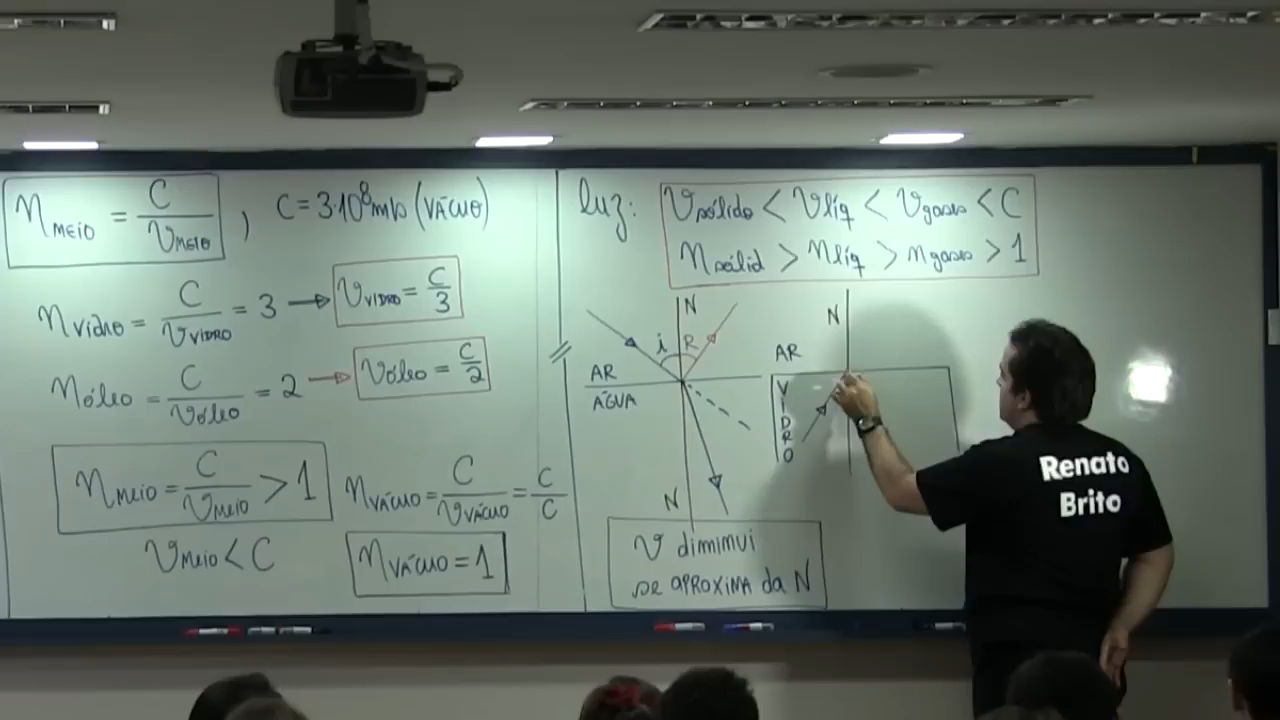 n MEIO = C / V MEIO , C = 3·10⁸ m/s (VÁCUO)
n vidro = C / V VIDRO = 3 → V VIDRO = C / 3
n óleo = C / V óleo = 2 → V óleo = C / 2
n MEIO = C / V MEIO > 1
V MEIO < C
n VÁCUO = C / V VÁCUO = C / C
n VÁCUO = 1
luz: V sólido < V líq < V gases < C
n sólid > n líq > n gases > 1
N
i R
AR
ÁGUA
N
V diminui
se APROXIMA da N
N
AR
VIDRO
Renato
Brito